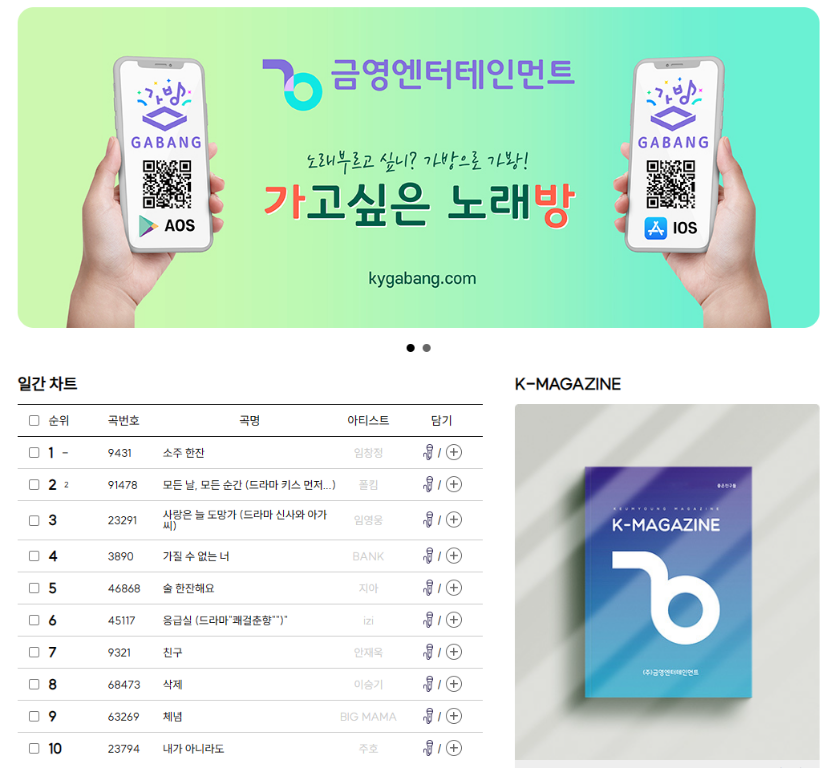 금영엔터테인먼트
노래부르고 싶니? 가방으로 가봥!
가고싶은 노래방
kygabang.com
가방
GABANG
AOS
가방
GABANG
IOS
일간 차트
순위 곡번호 곡명 아티스트 담기
1 – 9431 소주 한잔 임창정 /
2 2 91478 모든 날, 모든 순간 (드라마 키스 먼저...) 폴킴 /
3 23291 사랑은 늘 도망가 (드라마 신사와 아가
씨) 임영웅 /
4 3890 가질 수 없는 너 BANK /
5 46868 술 한잔해요 지아 /
6 45117 응급실 (드라마"쾌걸춘향"")" izi /
7 9321 친구 안재욱 /
8 68473 삭제 이승기 /
9 63269 체념 BIG MAMA /
10 23794 내가 아니라도 주호 /
K-MAGAZINE
KUMYOUNG MAGAZINE
K-MAGAZINE
(주)금영엔터테인먼트